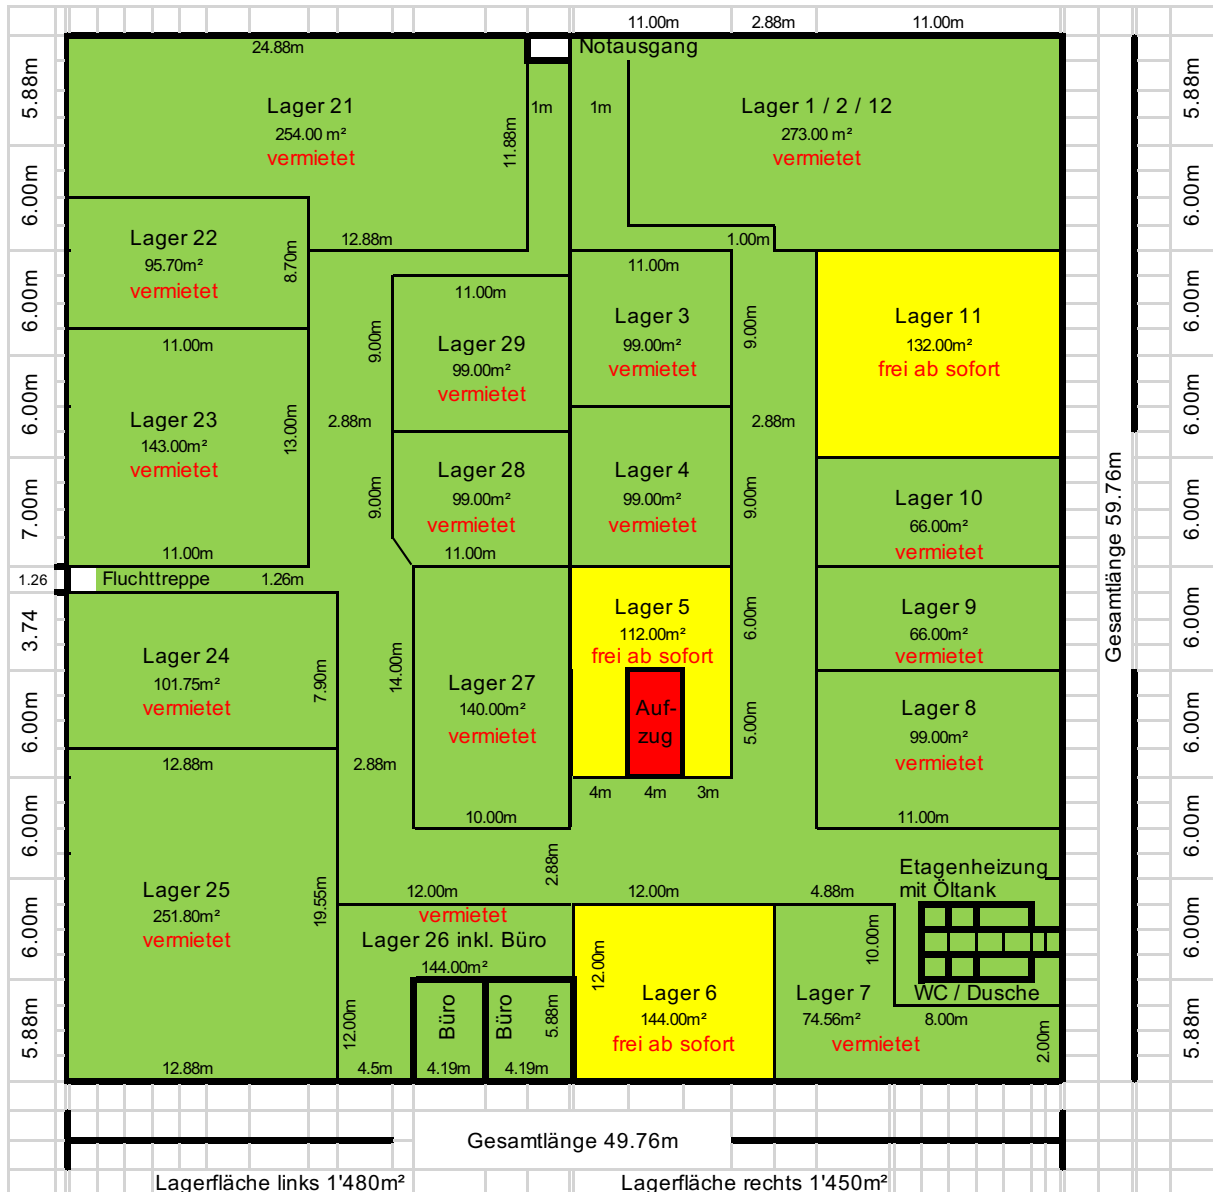 11.00m 2.88m 11.00m
24.88m
Notausgang
5.88m
6.00m
6.00m
6.00m
7.00m
1.26
3.74
6.00m
6.00m
6.00m
5.88m
Lager 21
254.00 m²
vermietet
11.88m
1m
1m
Lager 1 / 2 / 12
273.00 m²
vermietet
12.88m
1.00m
Lager 22
95.70m²
vermietet
8.70m
11.00m
Lager 23
143.00m²
vermietet
13.00m
11.00m
2.88m
11.00m
9.00m
Lager 29
99.00m²
vermietet
9.00m
Lager 28
99.00m²
vermietet
11.00m
11.00m
Lager 3
99.00m²
vermietet
9.00m
Lager 4
99.00m²
vermietet
9.00m
2.88m
Lager 11
132.00m²
frei ab sofort
Lager 10
66.00m²
vermietet
Fluchttreppe
1.26m
Lager 24
101.75m²
vermietet
7.90m
12.88m
2.88m
14.00m
Lager 27
140.00m²
vermietet
10.00m
Lager 5
112.00m²
frei ab sofort
6.00m
Auf-
zug
5.00m
4m 4m 3m
Lager 9
66.00m²
vermietet
Lager 8
99.00m²
vermietet
11.00m
Lager 25
251.80m²
vermietet
19.55m
12.88m
2.88m
12.00m
vermietet
Lager 26 inkl. Büro
144.00m²
12.00m
Büro
Büro
5.88m
4.5m 4.19m 4.19m
12.00m
12.00m
Lager 6
144.00m²
frei ab sofort
4.88m
10.00m
Lager 7
74.56m²
vermietet
Etagenheizung
mit Öltank
WC / Dusche
8.00m
2.00m
Gesamtlänge 59.76m
5.88m
6.00m
6.00m
6.00m
6.00m
6.00m
6.00m
6.00m
6.00m
5.88m
Gesamtlänge 49.76m
Lagerfläche links 1'480m²
Lagerfläche rechts 1'450m²